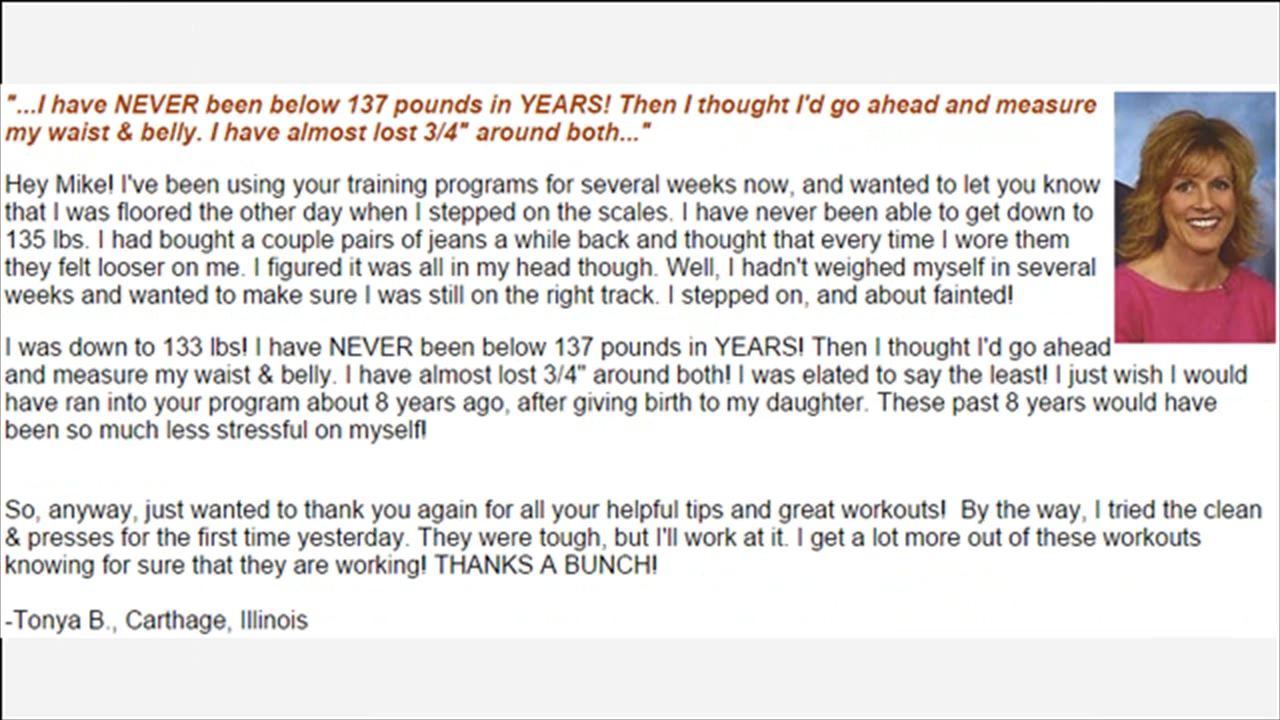 "...I have NEVER been below 137 pounds in YEARS! Then I thought I'd go ahead and measure
my waist & belly. I have almost lost 3/4" around both..."
Hey Mike! I've been using your training programs for several weeks now, and wanted to let you know
that I was floored the other day when I stepped on the scales. I have never been able to get down to
135 lbs. I had bought a couple pairs of jeans a while back and thought that every time I wore them
they felt looser on me. I figured it was all in my head though. Well, I hadn't weighed myself in several
weeks and wanted to make sure I was still on the right track. I stepped on, and about fainted!
I was down to 133 lbs! I have NEVER been below 137 pounds in YEARS! Then I thought I'd go ahead
and measure my waist & belly. I have almost lost 3/4" around both! I was elated to say the least! I just wish I would
have ran into your program about 8 years ago, after giving birth to my daughter. These past 8 years would have
been so much less stressful on myself!
So, anyway, just wanted to thank you again for all your helpful tips and great workouts!  By the way, I tried the clean
& presses for the first time yesterday. They were tough, but I'll work at it. I get a lot more out of these workouts
knowing for sure that they are working! THANKS A BUNCH!
-Tonya B., Carthage, Illinois